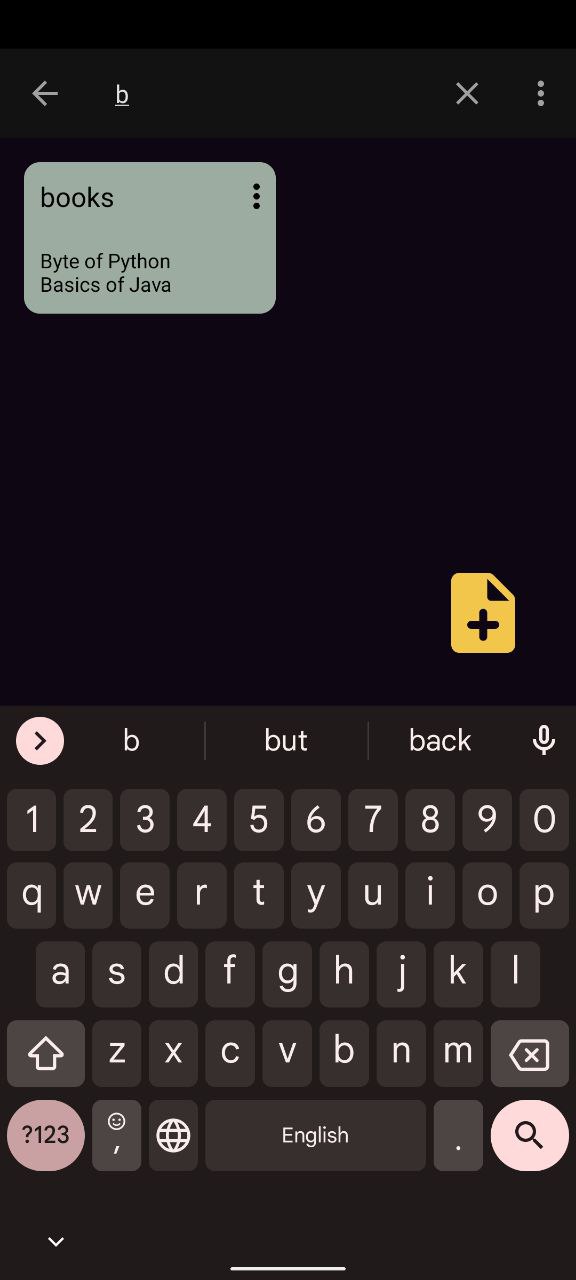 b
books
Byte of Python
Basics of Java
b but back
1 2 3 4 5 6 7 8 9 0
q w e r t y u i o p
a s d f g h j k l
z x c v b n m
?123 , English .